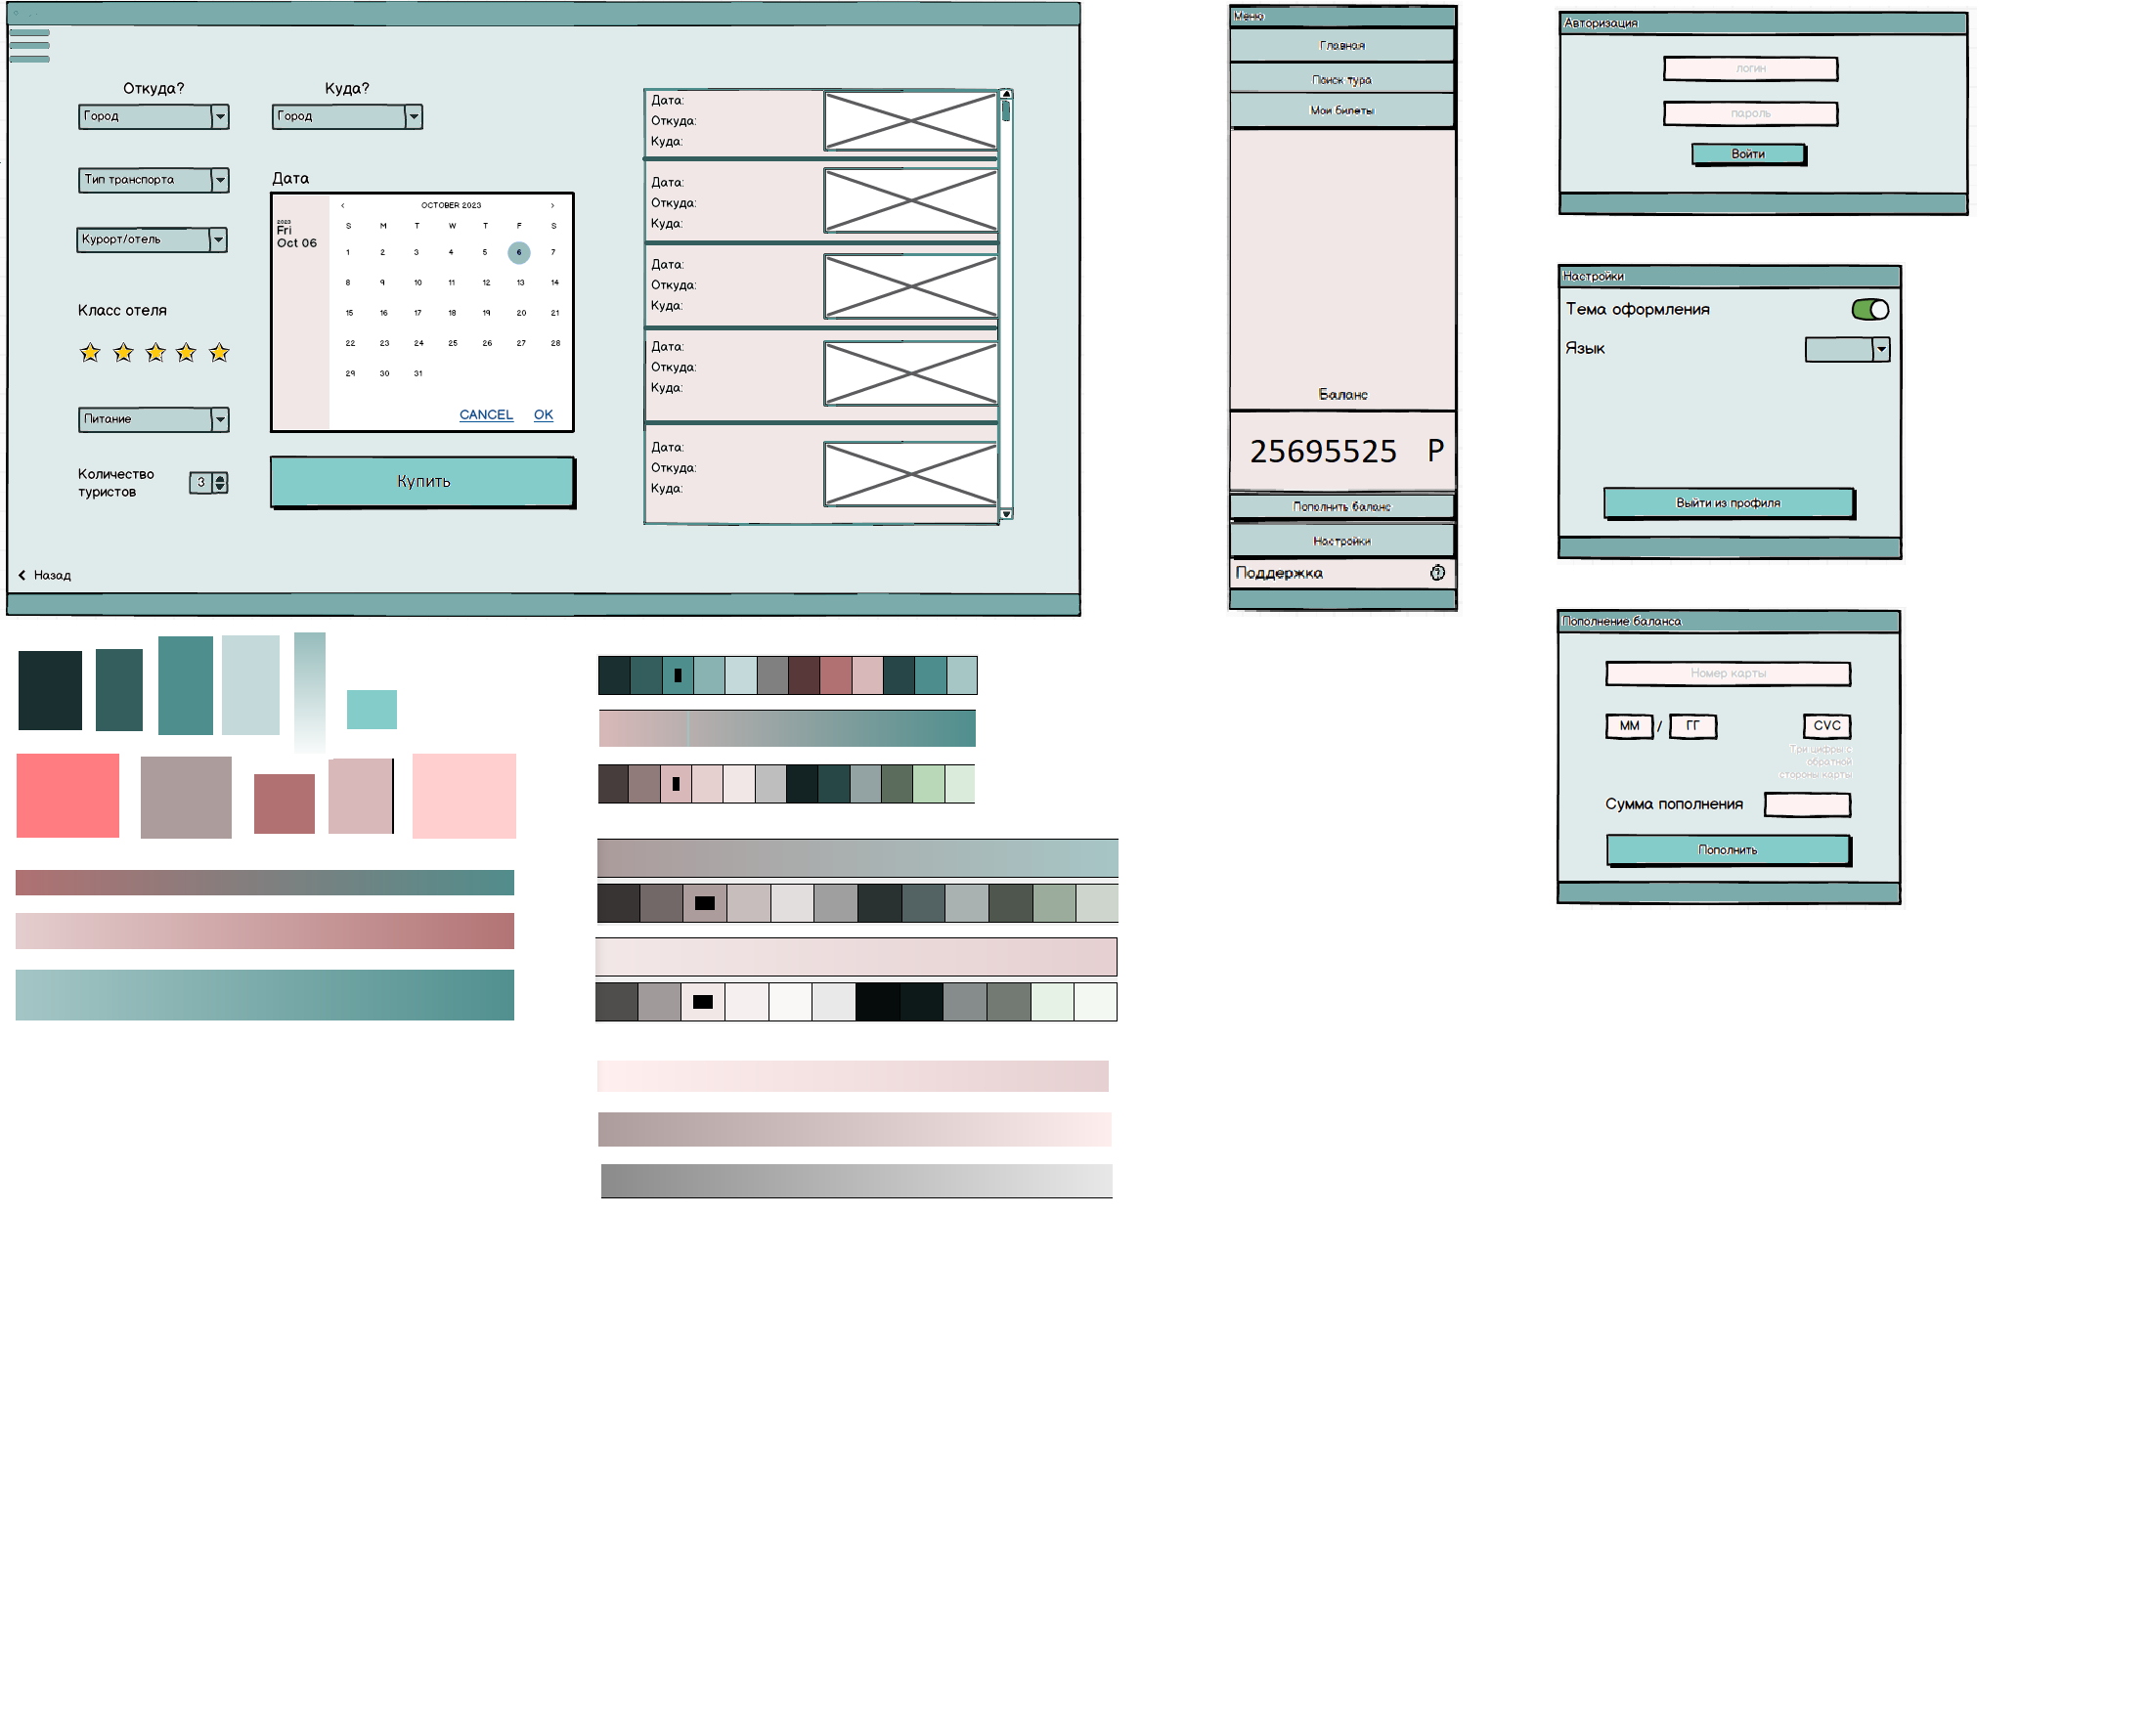 Откуда?
Куда?
Город
Город
Тип транспорта
Курорт/отель
Класс отеля
Питание
Количество
туристов
3
Дата
2023
Fri
Oct 06
OCTOBER 2023
S M T W T F S
1 2 3 4 5 6 7
8 9 10 11 12 13 14
15 16 17 18 19 20 21
22 23 24 25 26 27 28
29 30 31
CANCEL OK
Купить
Дата:
Откуда:
Куда:
Дата:
Откуда:
Куда:
Дата:
Откуда:
Куда:
Дата:
Откуда:
Куда:
Дата:
Откуда:
Куда:
Назад
Меню
Главная
Поиск тура
Мои билеты
Баланс
25695525 Р
Пополнить баланс
Настройки
Поддержка
Авторизация
логин
пароль
Войти
Настройки
Тема оформления
Язык
Выйти из профиля
Пополнение баланса
Номер карты
ММ / ГГ
CVC
Три цифры с
обратной
стороны карты
Сумма пополнения
Пополнить